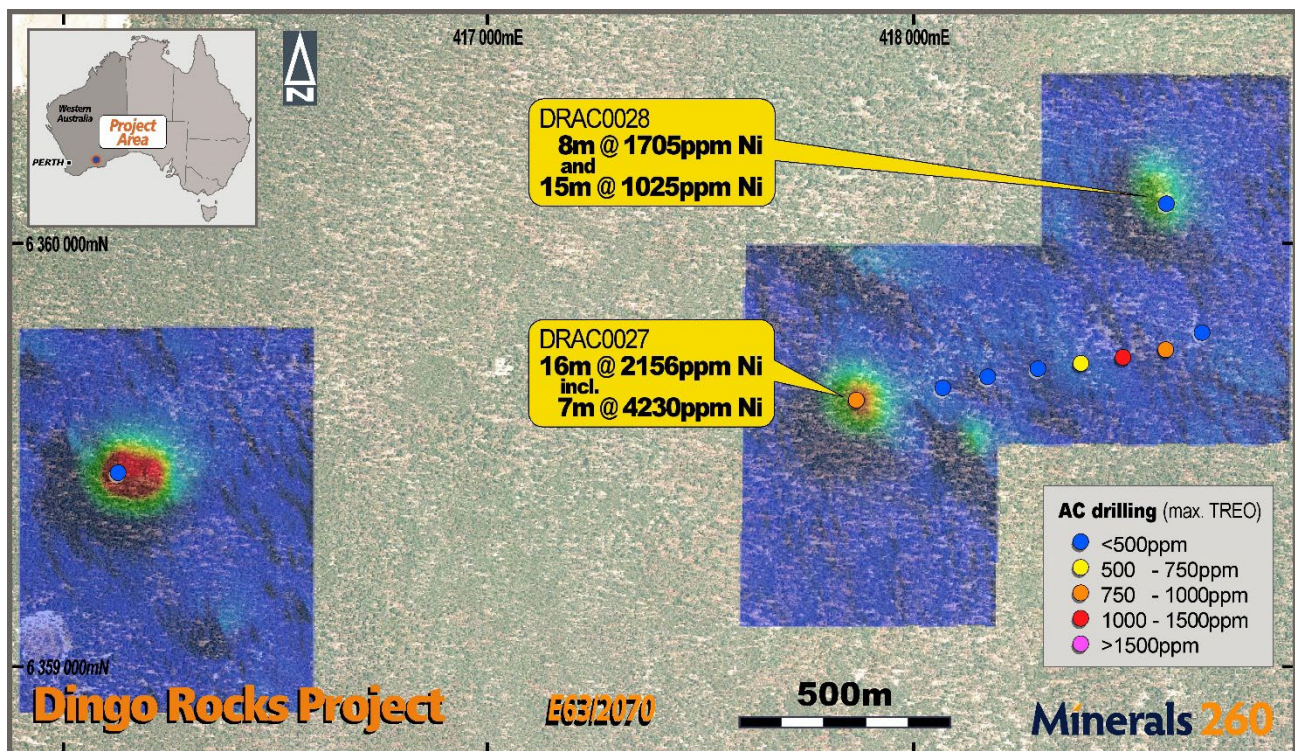 417 000mE
418 000mE
Western
Australia
Project
Area
PERTH
N
DRAC0028
8m @ 1705ppm Ni
and
15m @ 1025ppm Ni
6 360 000mN
DRAC0027
16m @ 2156ppm Ni
incl.
7m @ 4230ppm Ni
AC drilling (max. TREO)
<500ppm
500 - 750ppm
750 - 1000ppm
1000 - 1500ppm
>1500ppm
6 359 000mN
Dingo Rocks Project
E63/2070
500m
Minerals 260